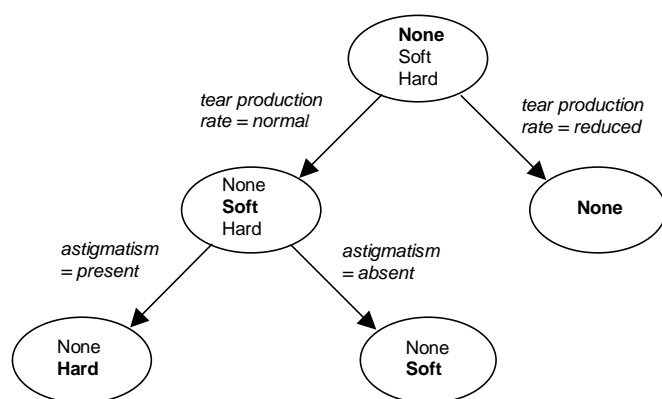 None
Soft
Hard
tear production
rate = normal
tear production
rate = reduced
None
Soft
Hard
None
astigmatism
= present
astigmatism
= absent
None
Hard
None
Soft